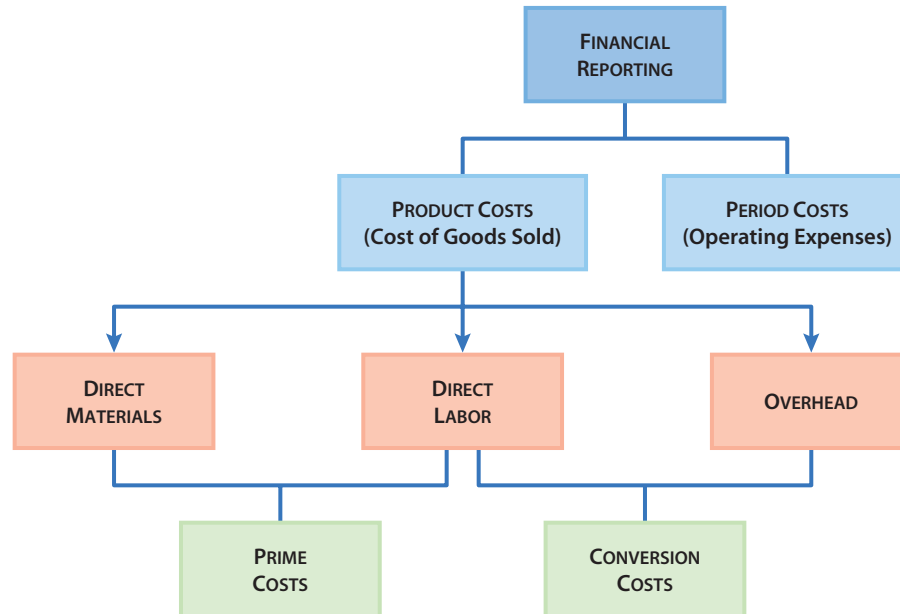 FINANCIAL
REPORTING
PRODUCT COSTS
(Cost of Goods Sold)
PERIOD COSTS
(Operating Expenses)
DIRECT
MATERIALS
DIRECT
LABOR
OVERHEAD
PRIME
COSTS
CONVERSION
COSTS